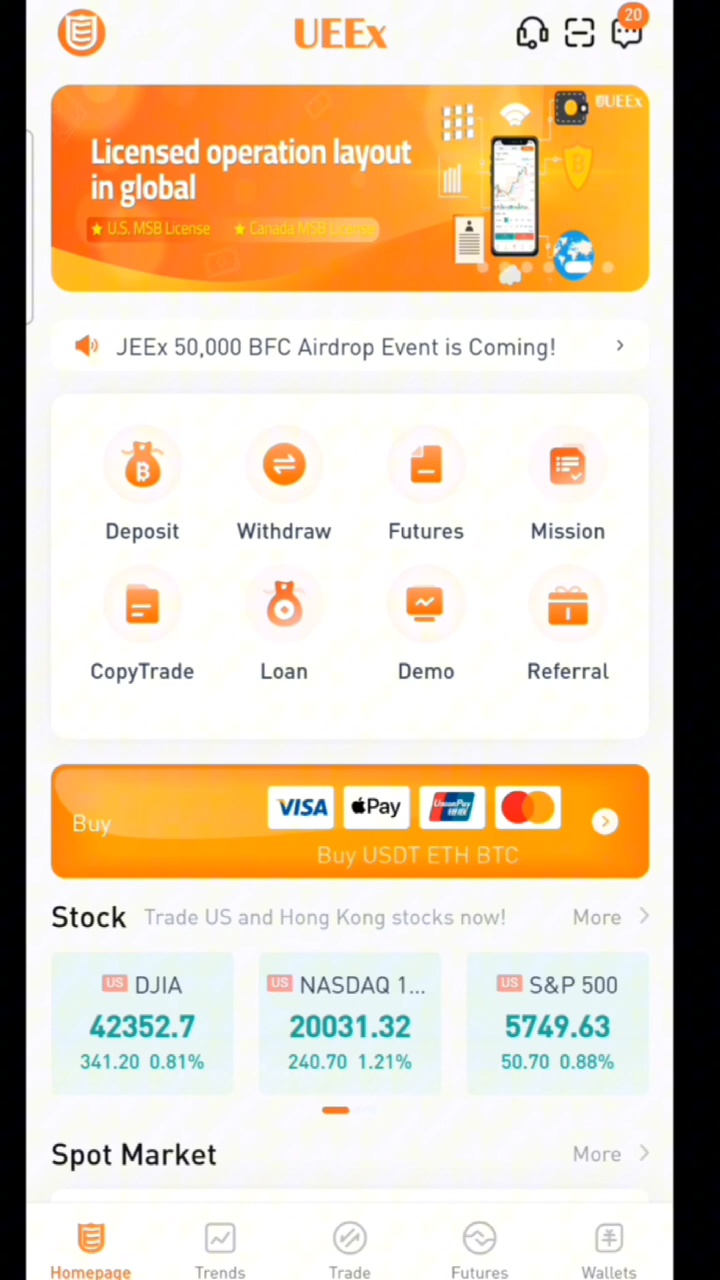 UEEx
20
UEEx
Licensed operation layout
in global
U.S. MSB License
Canada MSB License
JEEx 50,000 BFC Airdrop Event is Coming!
Deposit
Withdraw
Futures
Mission
CopyTrade
Loan
Demo
Referral
Buy
VISA
Pay
UnionPay
银联
Buy USDT ETH BTC
Stock
Trade US and Hong Kong stocks now!
More
US DJIA
42352.7
341.20 0.81%
US NASDAQ 1...
20031.32
240.70 1.21%
US S&P 500
5749.63
50.70 0.88%
Spot Market
More
Homepage
Trends
Trade
Futures
Wallets